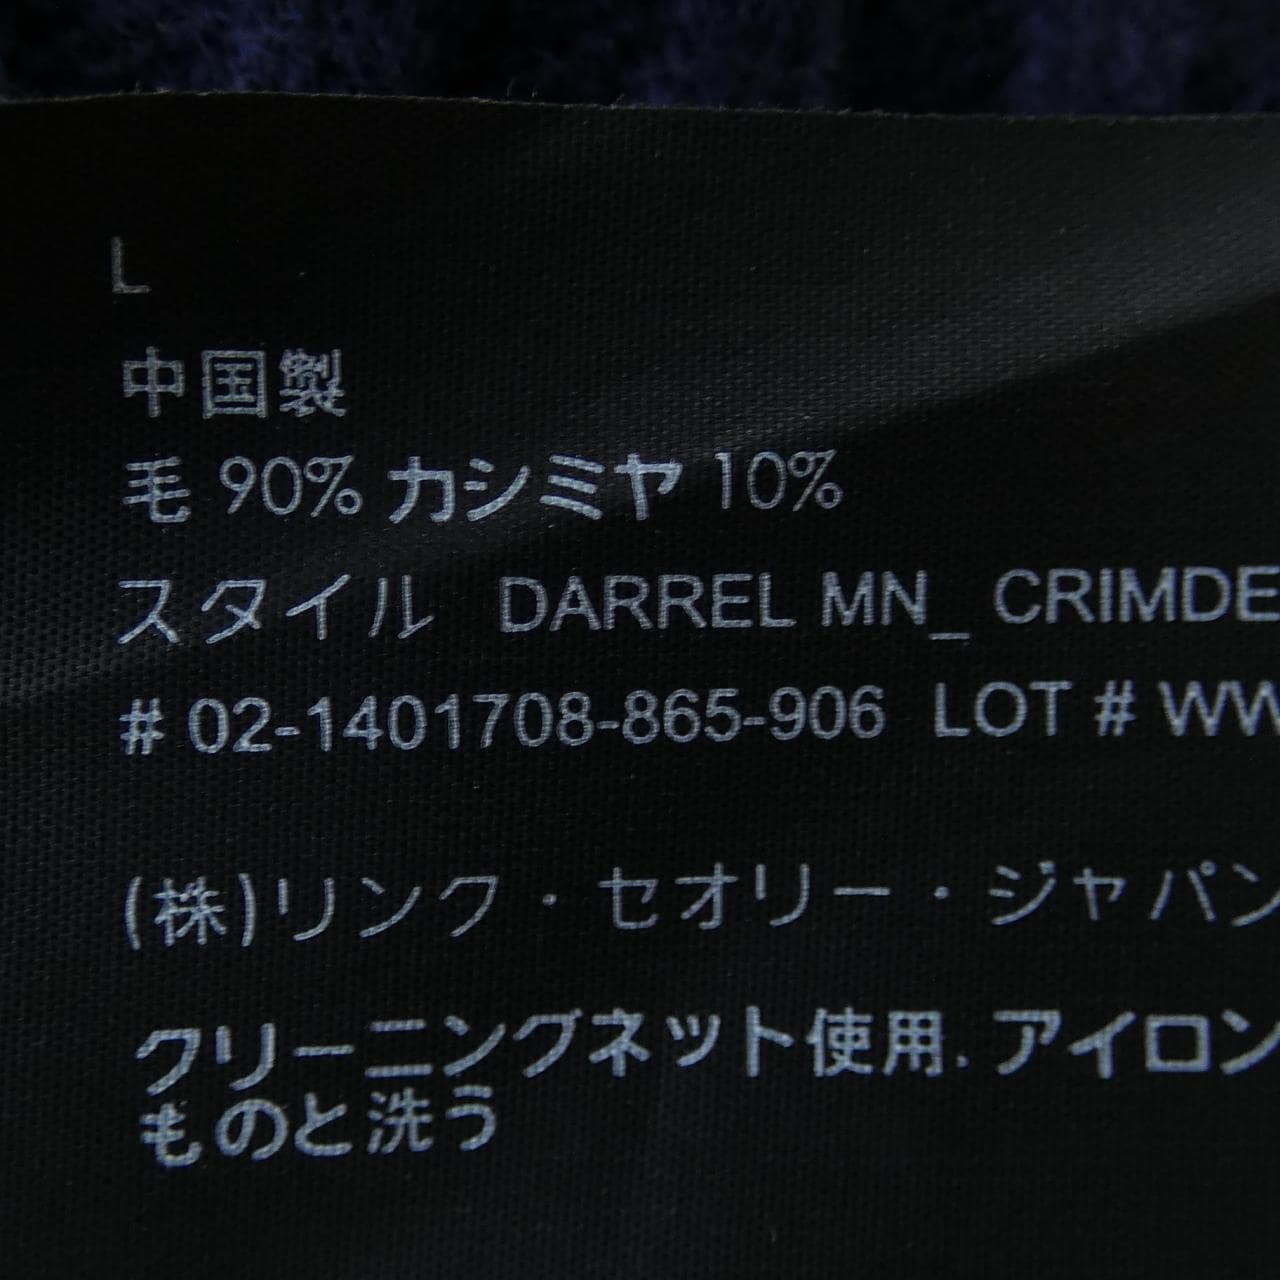 L
中国製
毛 90% カシミヤ 10%
スタイル DARREL MN_ CRIMDE
# 02-1401708-865-906 LOT # WW
(株)リンク・セオリー・ジャパン
クリーニングネット使用. アイロン
ものと洗う